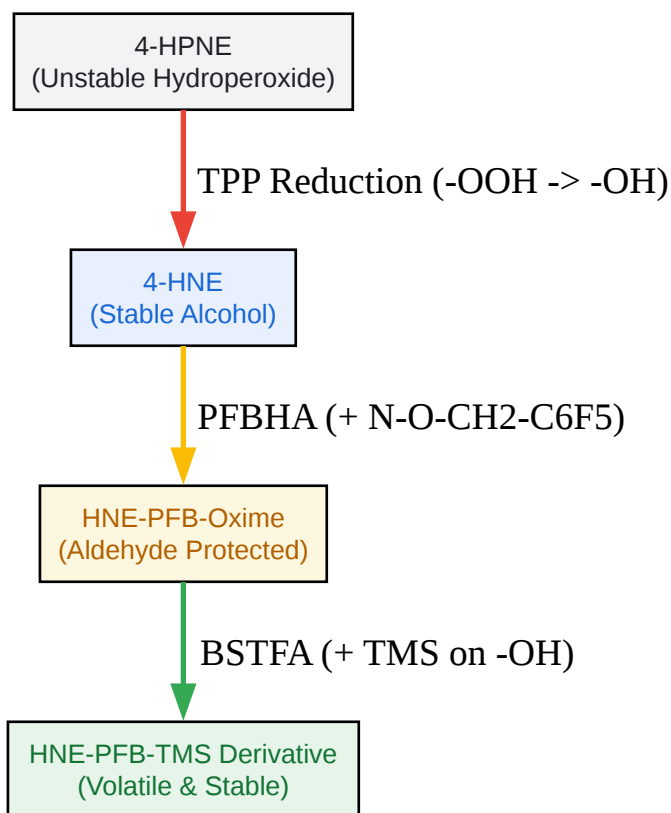 4-HPNE
(Unstable Hydroperoxide)
TPP Reduction (-OOH -> -OH)
4-HNE
(Stable Alcohol)
PFBHA (+ N-O-CH2-C6F5)
HNE-PFB-Oxime
(Aldehyde Protected)
BSTFA (+ TMS on -OH)
HNE-PFB-TMS Derivative
(Volatile & Stable)